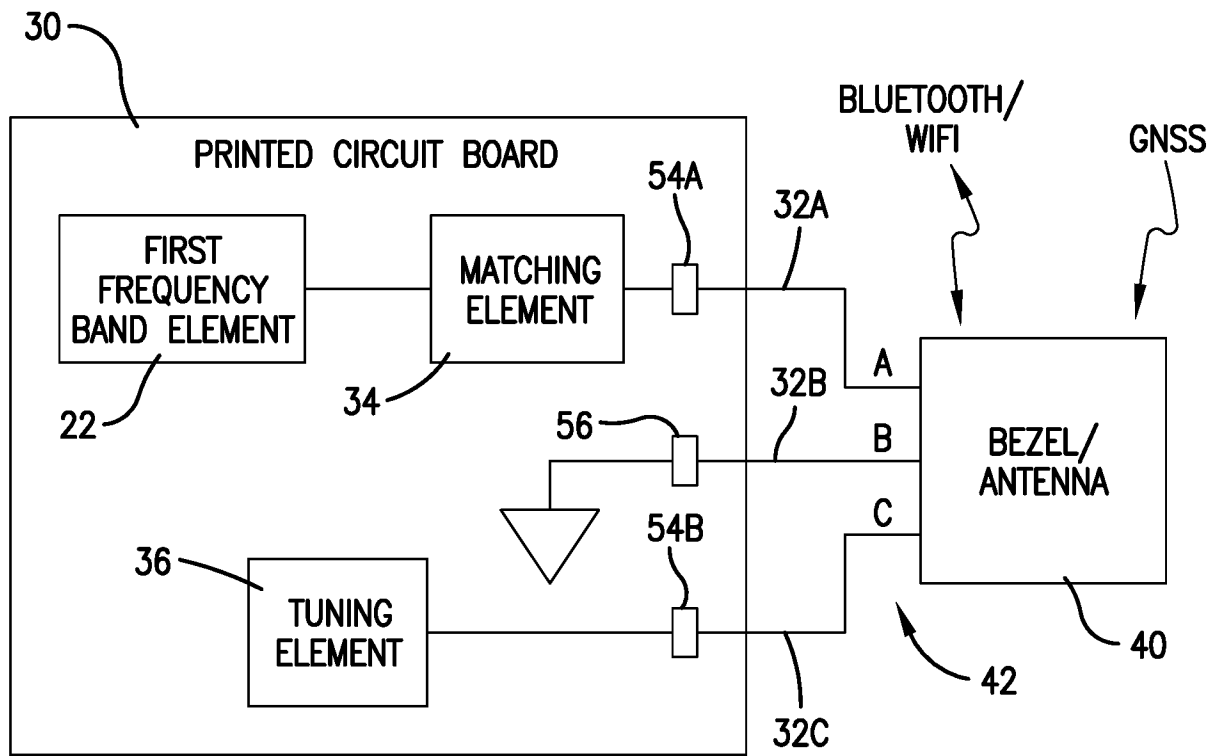 30
PRINTED CIRCUIT BOARD
BLUETOOTH/
WIFI
GNSS
54A
32A
FIRST
FREQUENCY
BAND ELEMENT
MATCHING
ELEMENT
22
34
A
32B
56
B
BEZEL/
ANTENNA
C
54B
36
TUNING
ELEMENT
32C
42
40